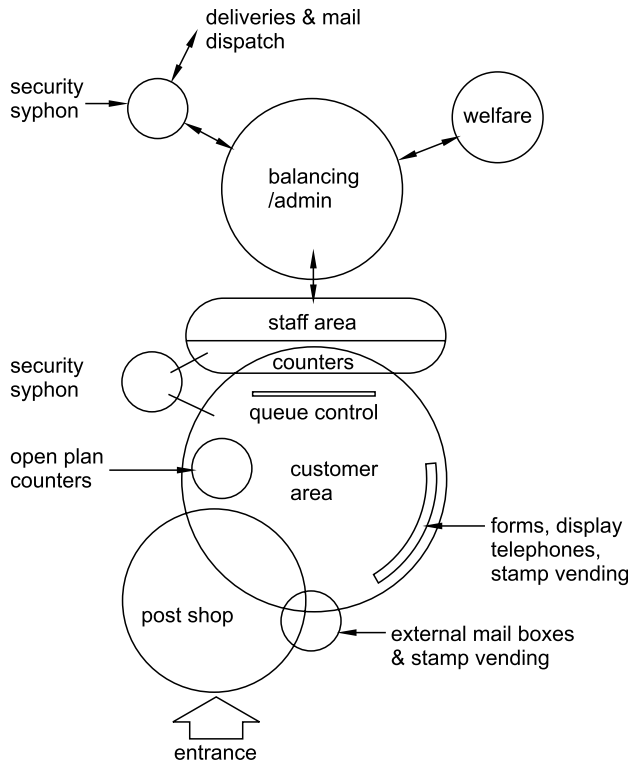 deliveries & mail
dispatch
security
syphon
welfare
balancing
/admin
staff area
counters
security
syphon
queue control
open plan
counters
customer
area
forms, display
telephones,
stamp vending
post shop
external mail boxes
& stamp vending
entrance